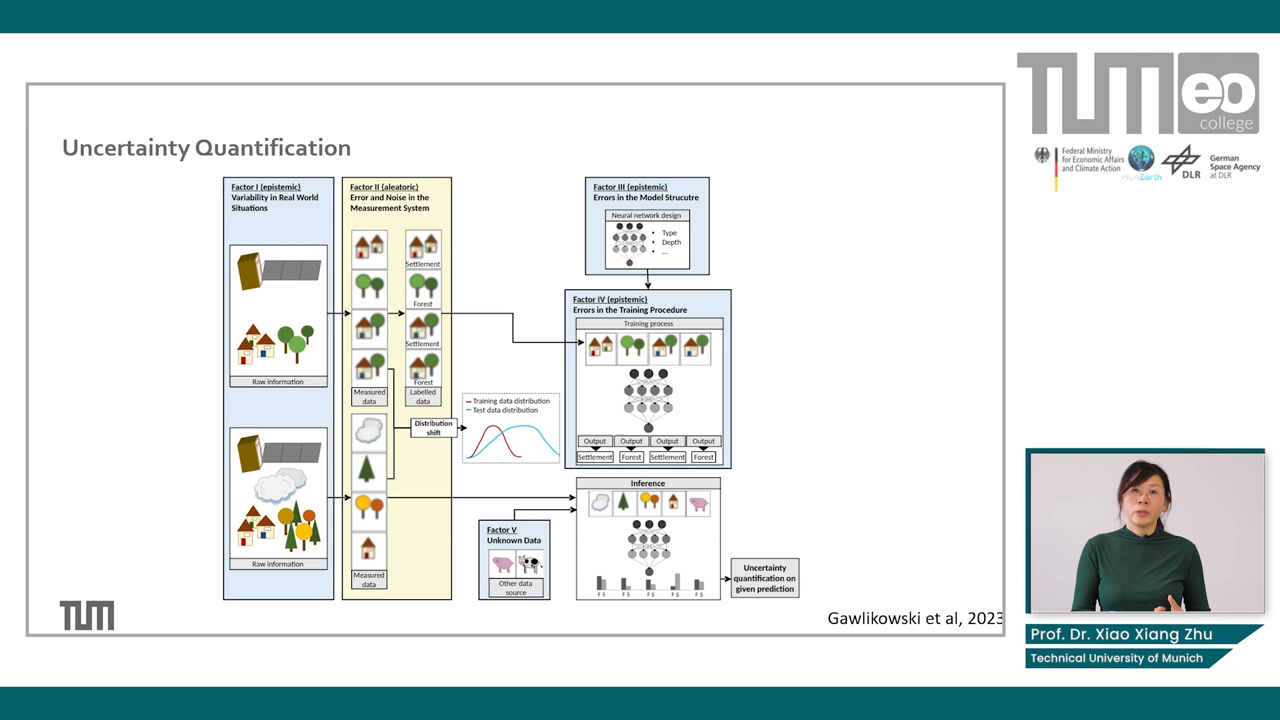 Uncertainty Quantification
Factor I (epistemic)
Variability in Real World
Situations
Raw information
Raw information
Factor II (aleatoric)
Error and Noise in the
Measurement System
Settlement
Forest
Settlement
Forest
Measured
data
Labelled
data
Measured
data
Distribution
shift
Training data distribution
Test data distribution
Factor III (epistemic)
Errors in the Model Strucutre
Neural network design
• Type
• Depth
• ...
Factor IV (epistemic)
Errors in the Training Procedure
Training process
Output Output Output Output
Settlement Forest Settlement Forest
Factor V
Unknown Data
Other data
source
Inference
F S F S F S F S F S
Uncertainty
quantification on
given prediction
TUM
Gawlikowski et al, 2023
TUM eo
college
Federal Ministry
for Economic Affairs
and Climate Action
DLR
German
Space Agency
at DLR
Prof. Dr. Xiao Xiang Zhu
Technical University of Munich